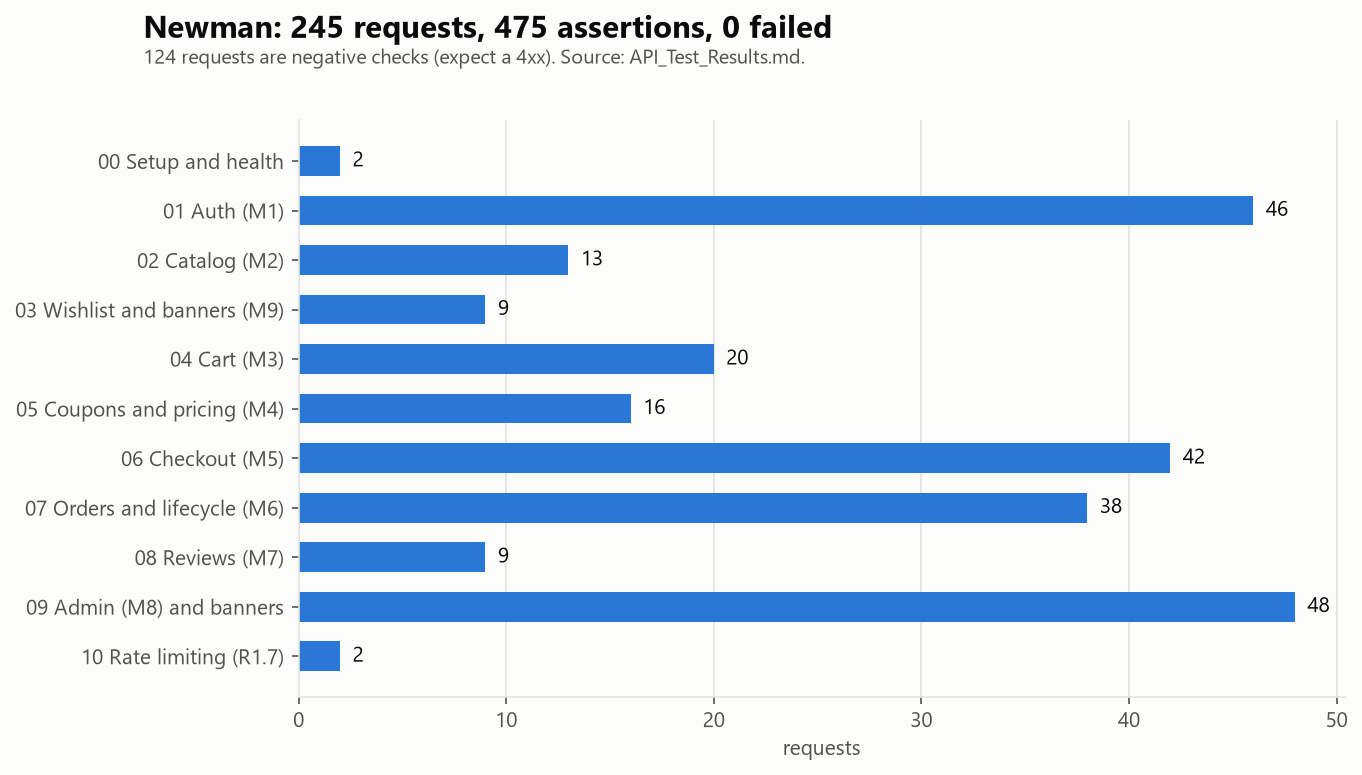 Newman: 245 requests, 475 assertions, 0 failed
124 requests are negative checks (expect a 4xx). Source: API_Test_Results.md.
00 Setup and health 2
01 Auth (M1) 46
02 Catalog (M2) 13
03 Wishlist and banners (M9) 9
04 Cart (M3) 20
05 Coupons and pricing (M4) 16
06 Checkout (M5) 42
07 Orders and lifecycle (M6) 38
08 Reviews (M7) 9
09 Admin (M8) and banners 48
10 Rate limiting (R1.7) 2
0 10 20 30 40 50
requests